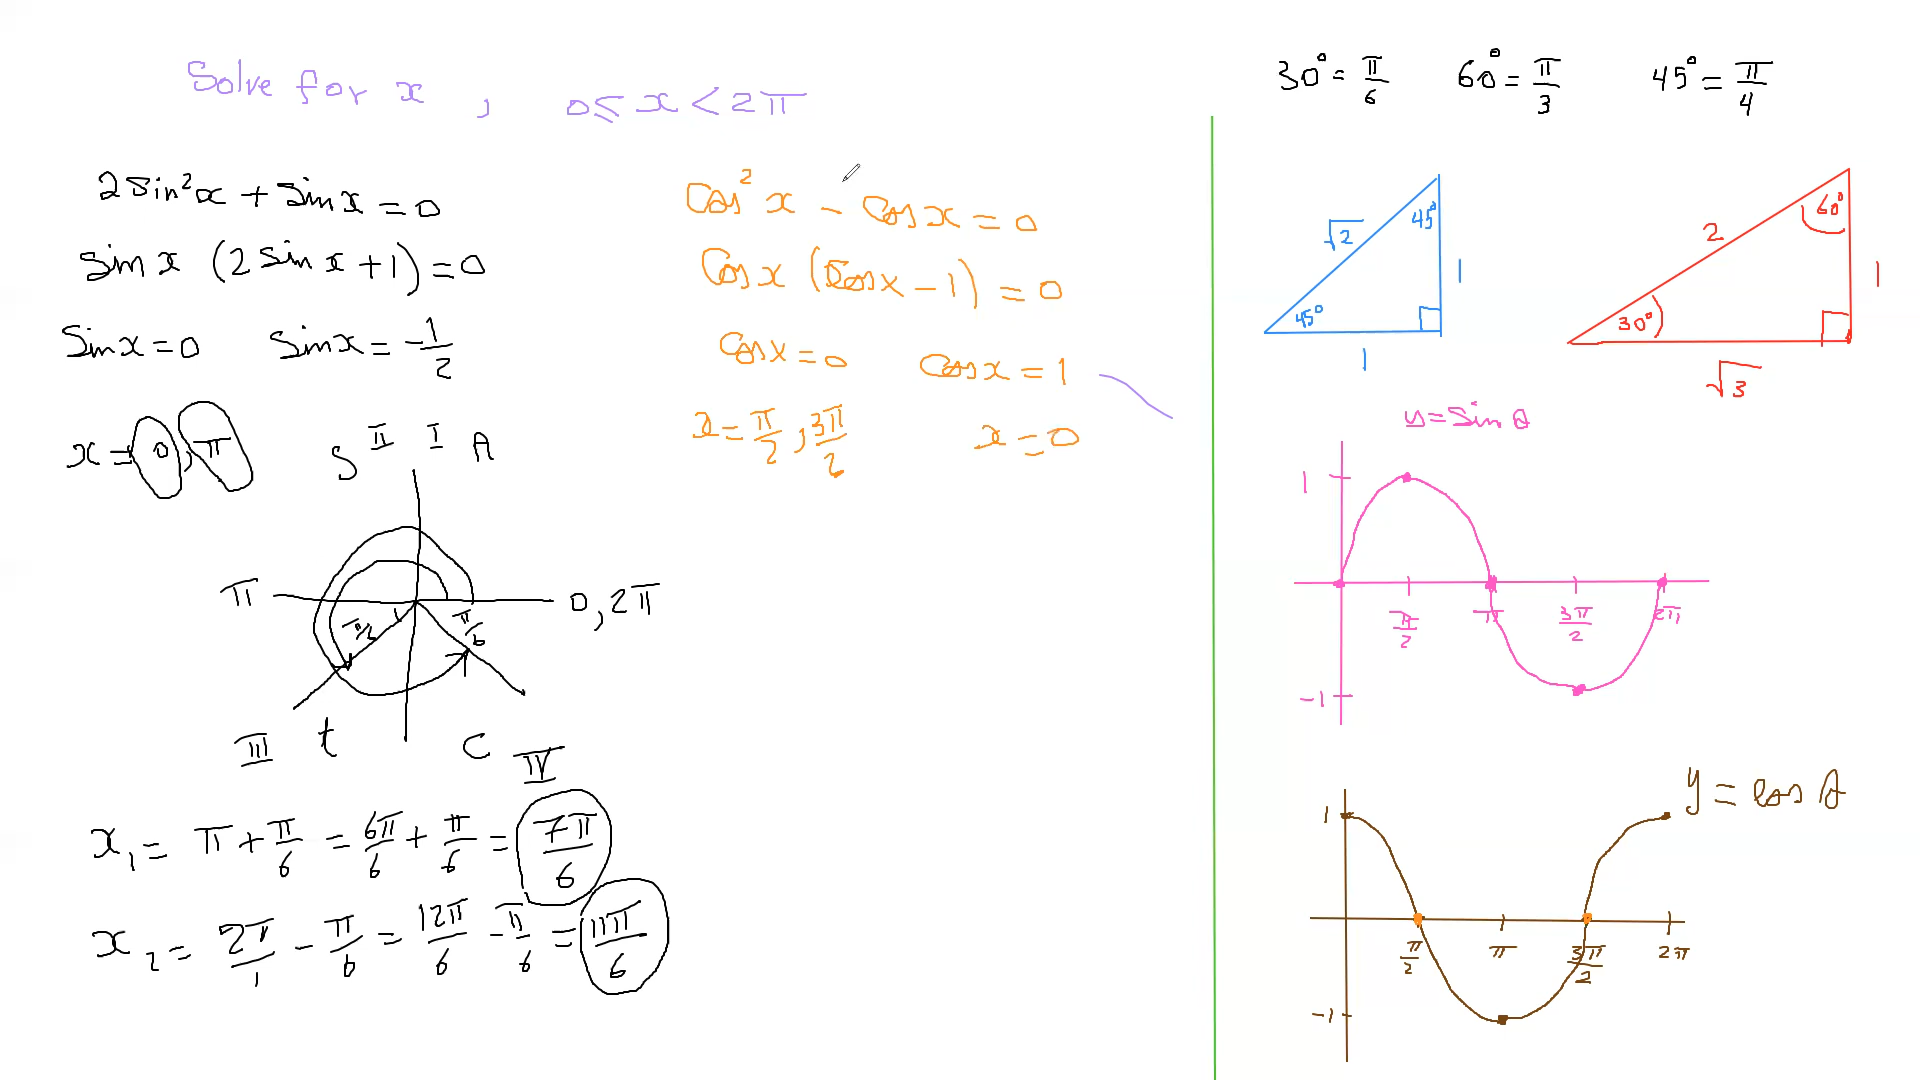 Solve for x , 0 ≤ x < 2π
2sin²x + sinx = 0
sinx (2sinx + 1) = 0
sinx = 0 sinx = -1/2
x = 0, π
S II I A
π 0, 2π
π/6 π/6
III t C IV
x₁ = π + π/6 = 6π/6 + π/6 = 7π/6
x₂ = 2π/1 - π/6 = 12π/6 - π/6 = 11π/6
cos²x - cosx = 0
cosx (cosx - 1) = 0
cosx = 0 cosx = 1
x = π/2, 3π/2 x = 0
30° = π/6 60° = π/3 45° = π/4
√2 45° 1
45°
1
2 60° 1
30°
√3
y = sin θ
1
π/2 π 3π/2 2π
-1
y = cos θ
1
π/2 π 3π/2 2π
-1